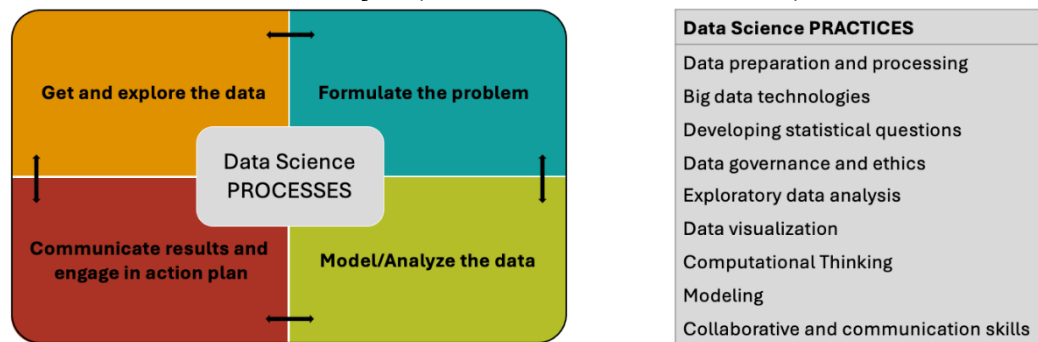 Get and explore the data
Formulate the problem
Data Science
PROCESSES
Communicate results and
engage in action plan
Model/Analyze the data
Data Science PRACTICES
Data preparation and processing
Big data technologies
Developing statistical questions
Data governance and ethics
Exploratory data analysis
Data visualization
Computational Thinking
Modeling
Collaborative and communication skills